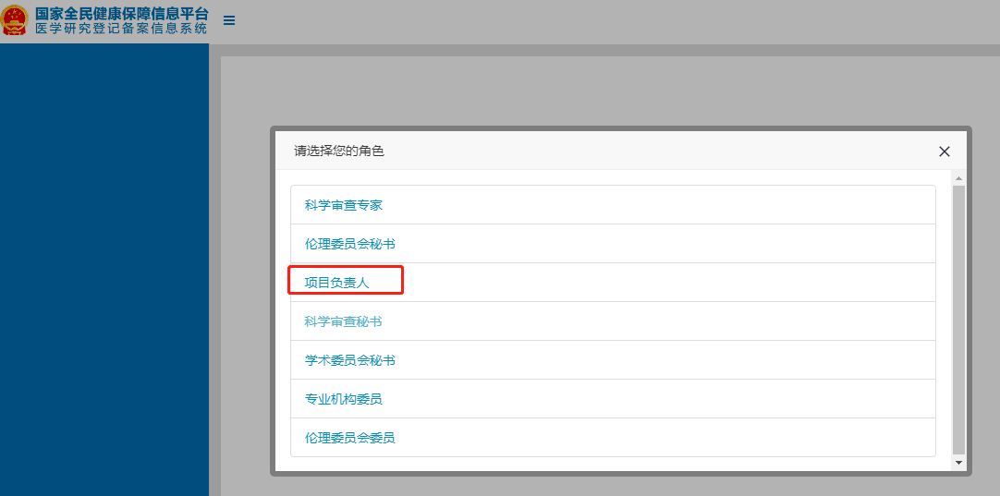 国家全民健康保障信息平台
医学研究登记备案信息系统
请选择您的角色
科学审查专家
伦理委员会秘书
项目负责人
科学审查秘书
学术委员会秘书
专业机构委员
伦理委员会委员